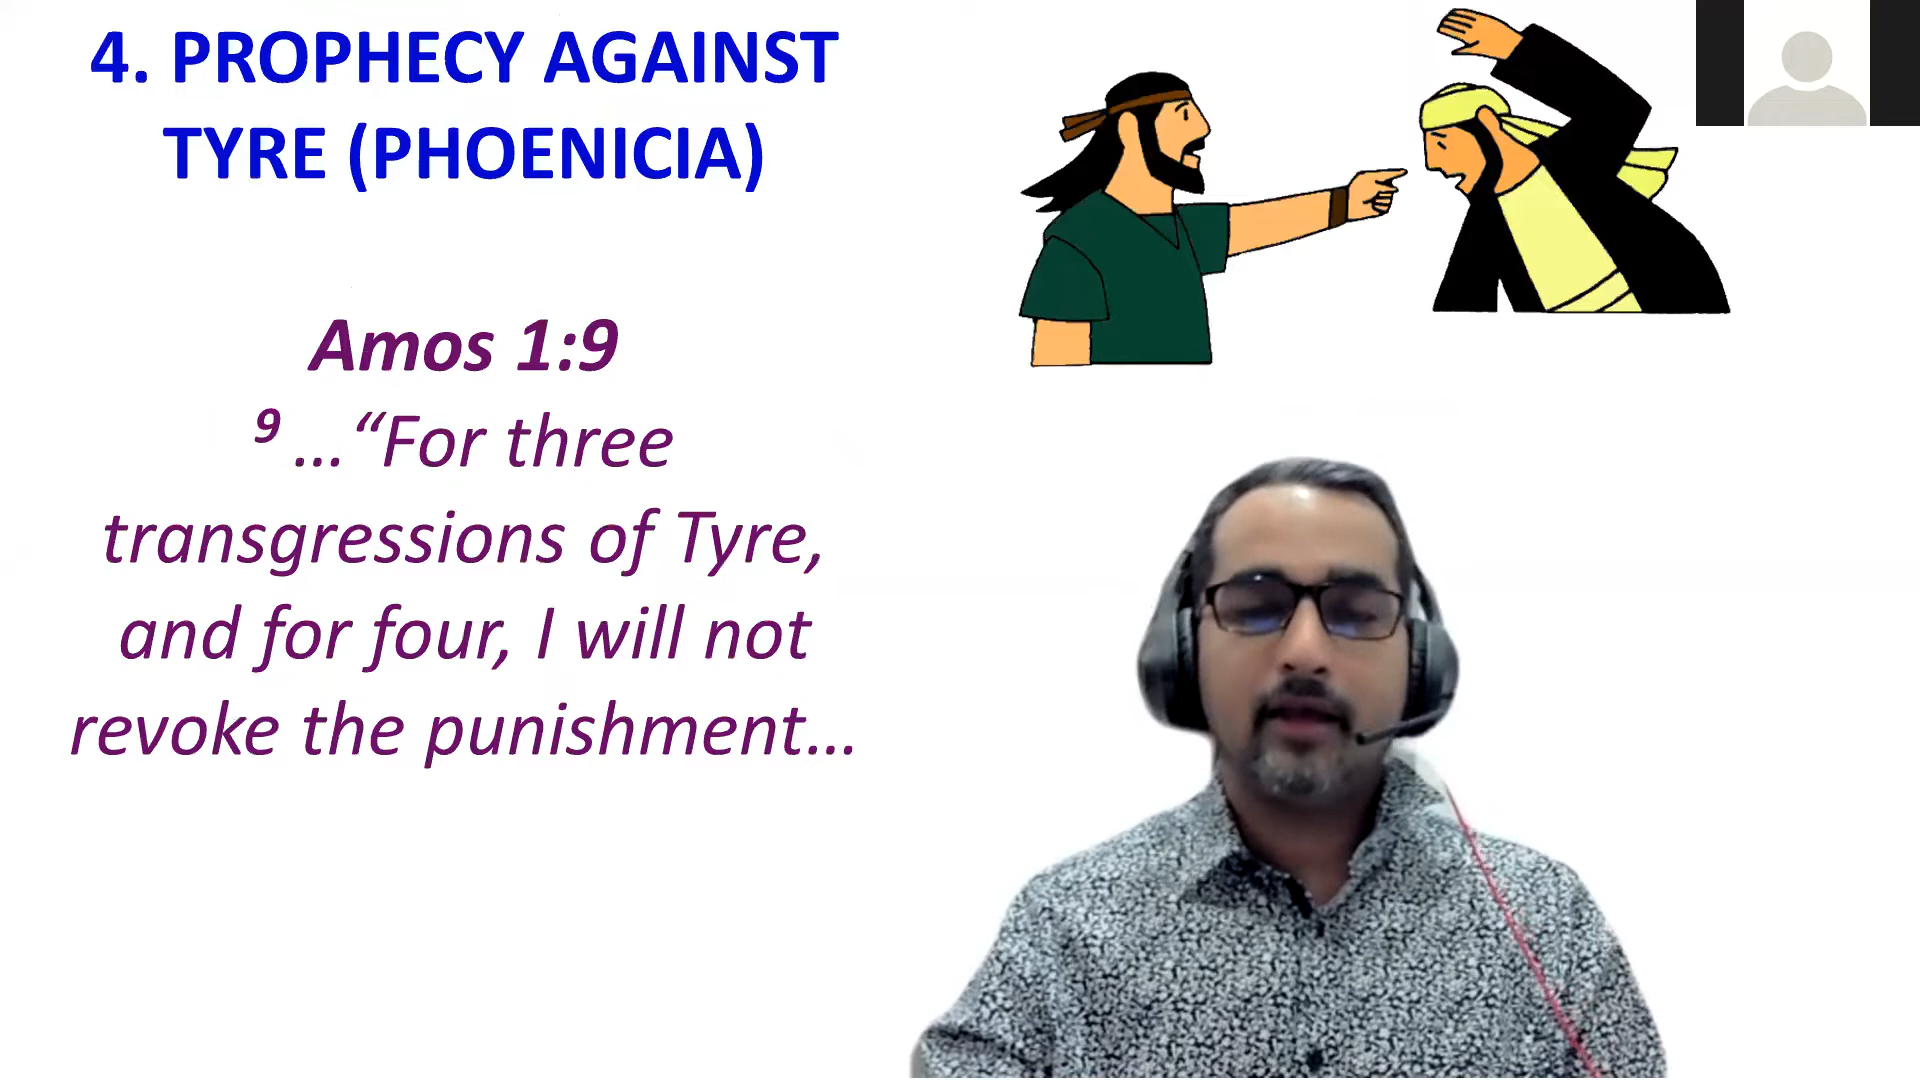 4. PROPHECY AGAINST
TYRE (PHOENICIA)
Amos 1:9
9 ...“For three
transgressions of Tyre,
and for four, I will not
revoke the punishment...